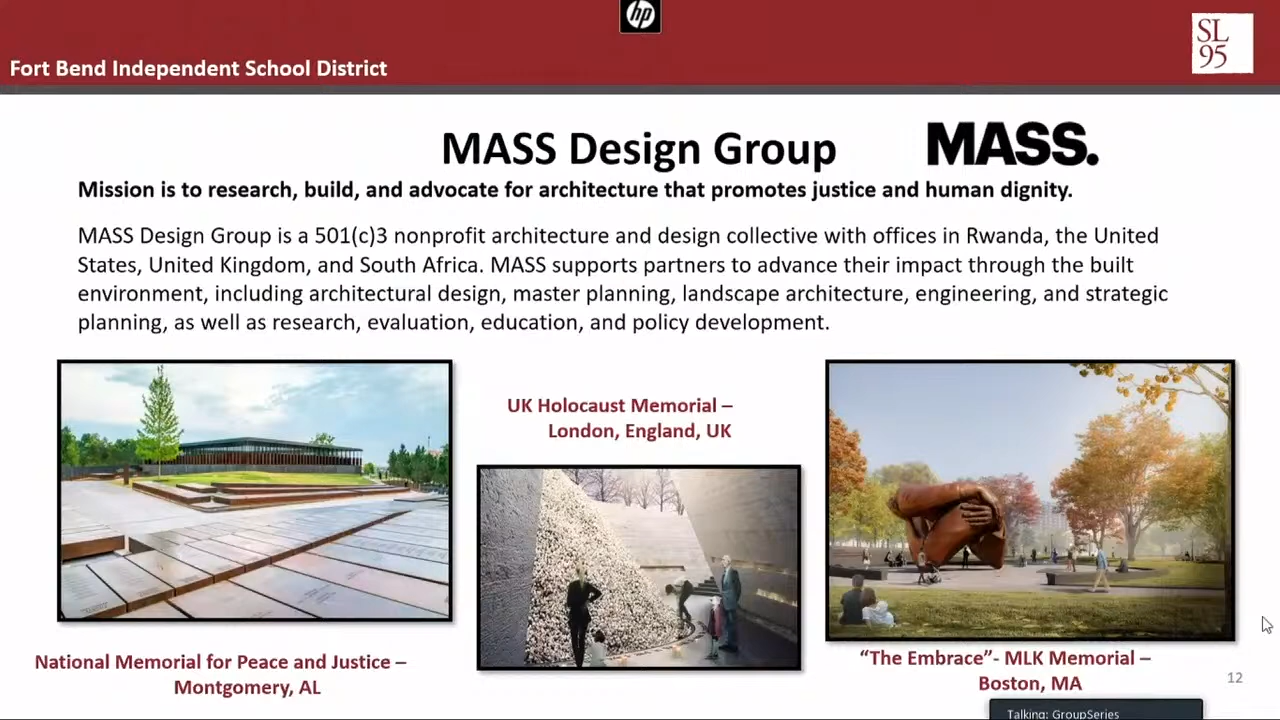 hp
Fort Bend Independent School District
SL
95
MASS Design Group
MASS.
Mission is to research, build, and advocate for architecture that promotes justice and human dignity.
MASS Design Group is a 501(c)3 nonprofit architecture and design collective with offices in Rwanda, the United
States, United Kingdom, and South Africa. MASS supports partners to advance their impact through the built
environment, including architectural design, master planning, landscape architecture, engineering, and strategic
planning, as well as research, evaluation, education, and policy development.
UK Holocaust Memorial –
London, England, UK
National Memorial for Peace and Justice –
Montgomery, AL
“The Embrace”- MLK Memorial –
Boston, MA
12
Talking: GroupSeries